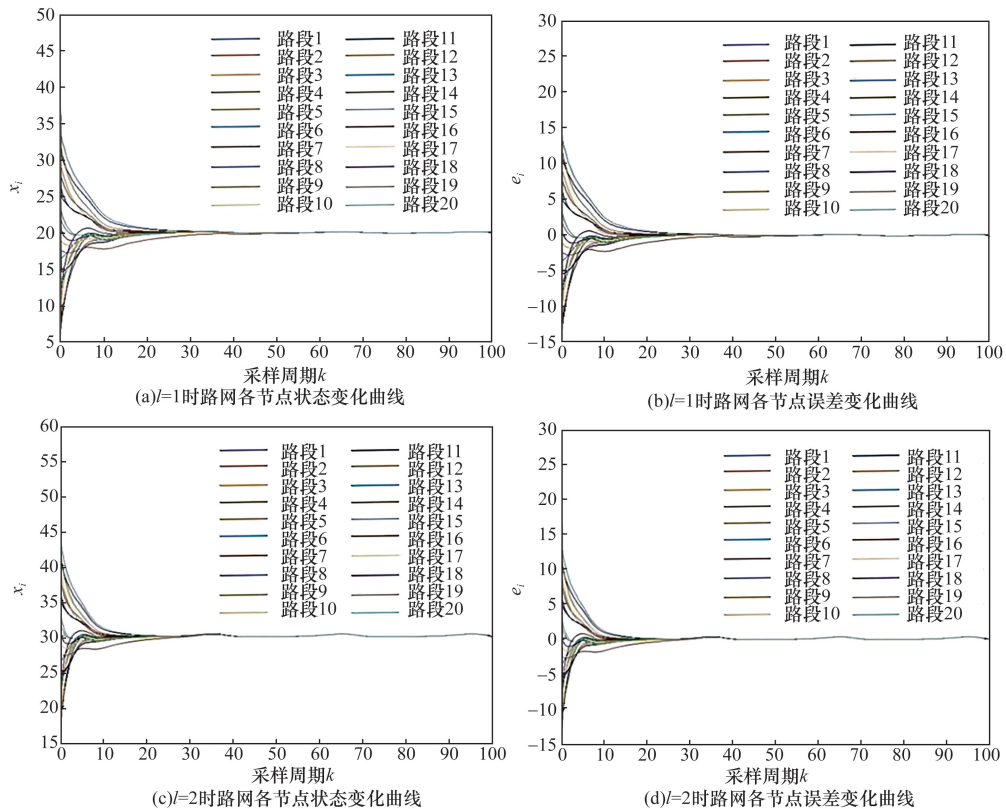 50
45
40
35
30
25
20
15
10
5
x_i
0 10 20 30 40 50 60 70 80 90 100
采样周期k
路段1 路段11
路段2 路段12
路段3 路段13
路段4 路段14
路段5 路段15
路段6 路段16
路段7 路段17
路段8 路段18
路段9 路段19
路段10 路段20
(a)l=1时路网各节点状态变化曲线
30
25
20
15
10
5
0
−5
−10
−15
e_i
0 10 20 30 40 50 60 70 80 90 100
采样周期k
路段1 路段11
路段2 路段12
路段3 路段13
路段4 路段14
路段5 路段15
路段6 路段16
路段7 路段17
路段8 路段18
路段9 路段19
路段10 路段20
(b)l=1时路网各节点误差变化曲线
60
55
50
45
40
35
30
25
20
15
x_i
0 10 20 30 40 50 60 70 80 90 100
采样周期k
路段1 路段11
路段2 路段12
路段3 路段13
路段4 路段14
路段5 路段15
路段6 路段16
路段7 路段17
路段8 路段18
路段9 路段19
路段10 路段20
(c)l=2时路网各节点状态变化曲线
30
25
20
15
10
5
0
−5
−10
−15
e_i
0 10 20 30 40 50 60 70 80 90 100
采样周期k
路段1 路段11
路段2 路段12
路段3 路段13
路段4 路段14
路段5 路段15
路段6 路段16
路段7 路段17
路段8 路段18
路段9 路段19
路段10 路段20
(d)l=2时路网各节点误差变化曲线